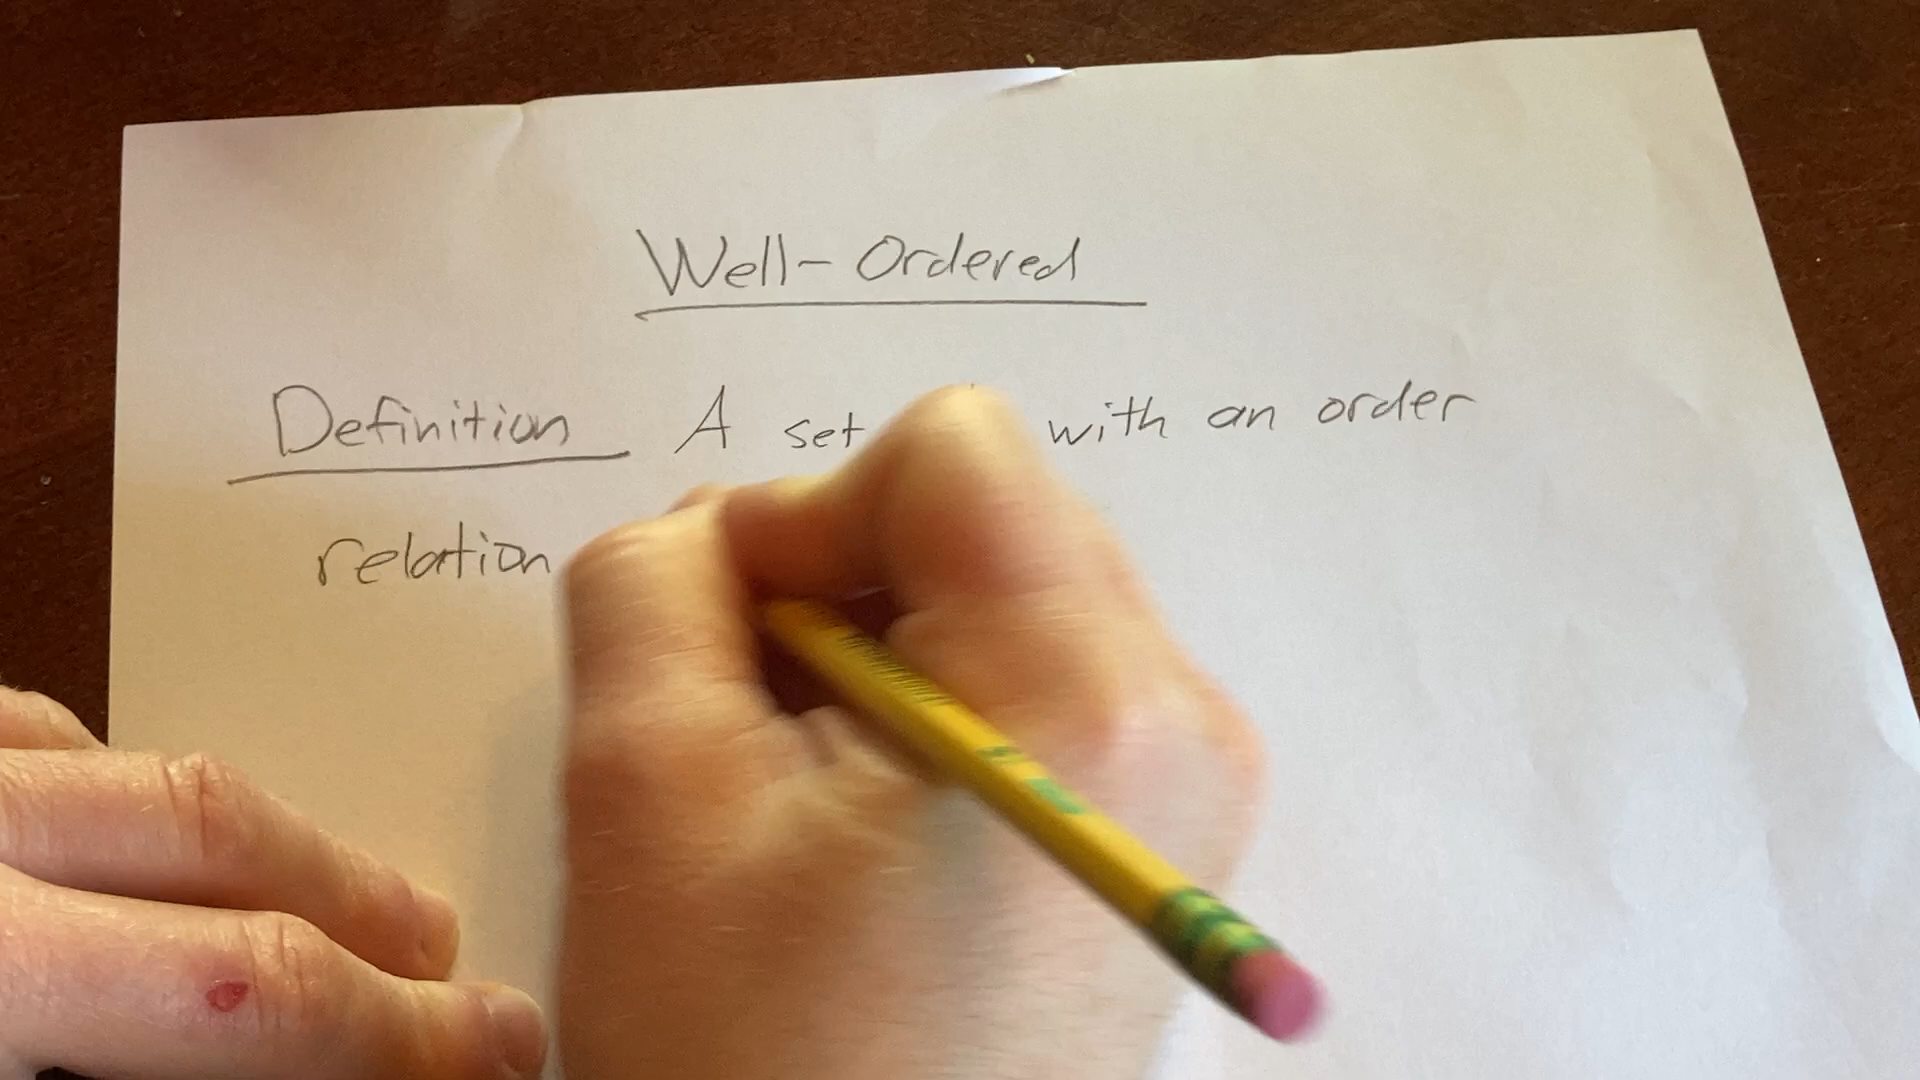 Well-Ordered
Definition A set with an order
relation